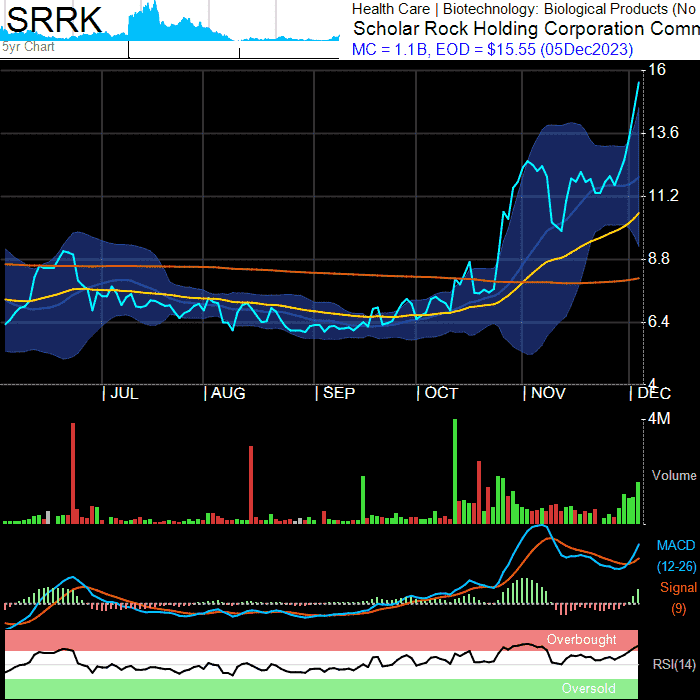 SRRK
5yr Chart
Health Care | Biotechnology: Biological Products (No
Scholar Rock Holding Corporation Comm
MC = 1.1B, EOD = $15.55 (05Dec2023)
16
13.6
11.2
8.8
6.4
4
JUL AUG SEP OCT NOV DEC
4M
Volume
MACD
(12-26)
Signal
(9)
Overbought
RSI(14)
Oversold